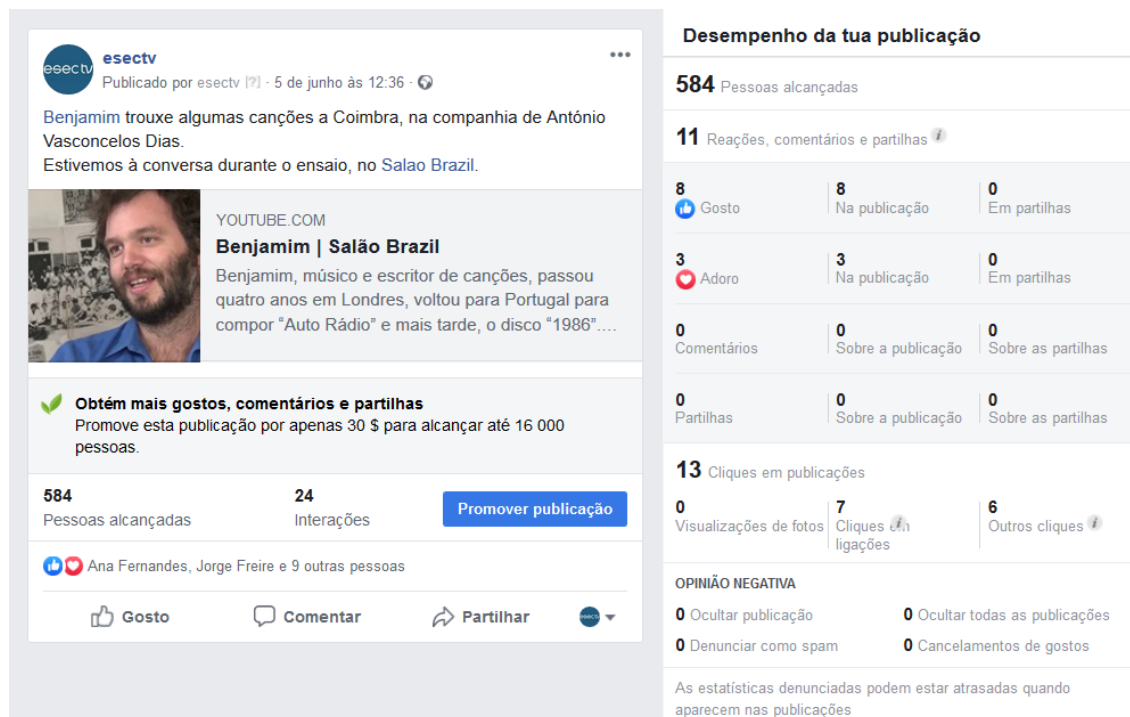 esectv
esectv
Publicado por esectv [?] · 5 de junho às 12:36 ·
Benjamim trouxe algumas canções a Coimbra, na companhia de António
Vasconcelos Dias.
Estivemos à conversa durante o ensaio, no Salao Brazil.
YOUTUBE.COM
Benjamim | Salão Brazil
Benjamim, músico e escritor de canções, passou
quatro anos em Londres, voltou para Portugal para
compor “Auto Rádio” e mais tarde, o disco “1986”....
Obtém mais gostos, comentários e partilhas
Promove esta publicação por apenas 30 $ para alcançar até 16 000
pessoas.
584
Pessoas alcançadas
24
Interações
Promover publicação
Ana Fernandes, Jorge Freire e 9 outras pessoas
Gosto
Comentar
Partilhar
esectv
Desempenho da tua publicação
584 Pessoas alcançadas
11 Reações, comentários e partilhas
8
Gosto
8
Na publicação
0
Em partilhas
3
Adoro
3
Na publicação
0
Em partilhas
0
Comentários
0
Sobre a publicação
0
Sobre as partilhas
0
Partilhas
0
Sobre a publicação
0
Sobre as partilhas
13 Cliques em publicações
0
Visualizações de fotos
7
Cliques em
ligações
6
Outros cliques
OPINIÃO NEGATIVA
0 Ocultar publicação
0 Ocultar todas as publicações
0 Denunciar como spam
0 Cancelamentos de gostos
As estatísticas denunciadas podem estar atrasadas quando
aparecem nas publicações